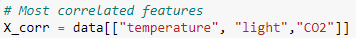 # Most correlated features
X_corr = data[["temperature", "light","CO2"]]